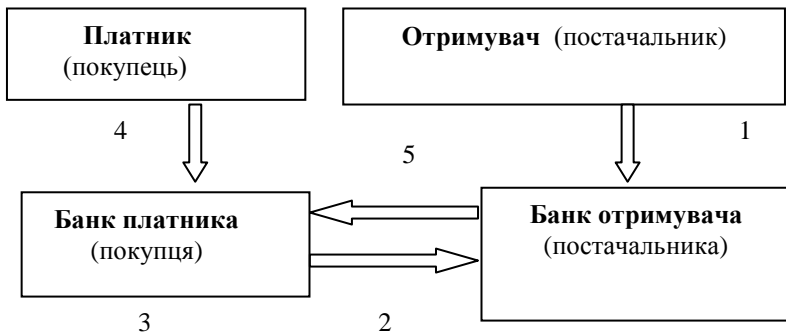 Платник
(покупець)
Отримувач (постачальник)
4
1
5
Банк платника
(покупця)
Банк отримувача
(постачальника)
3
2